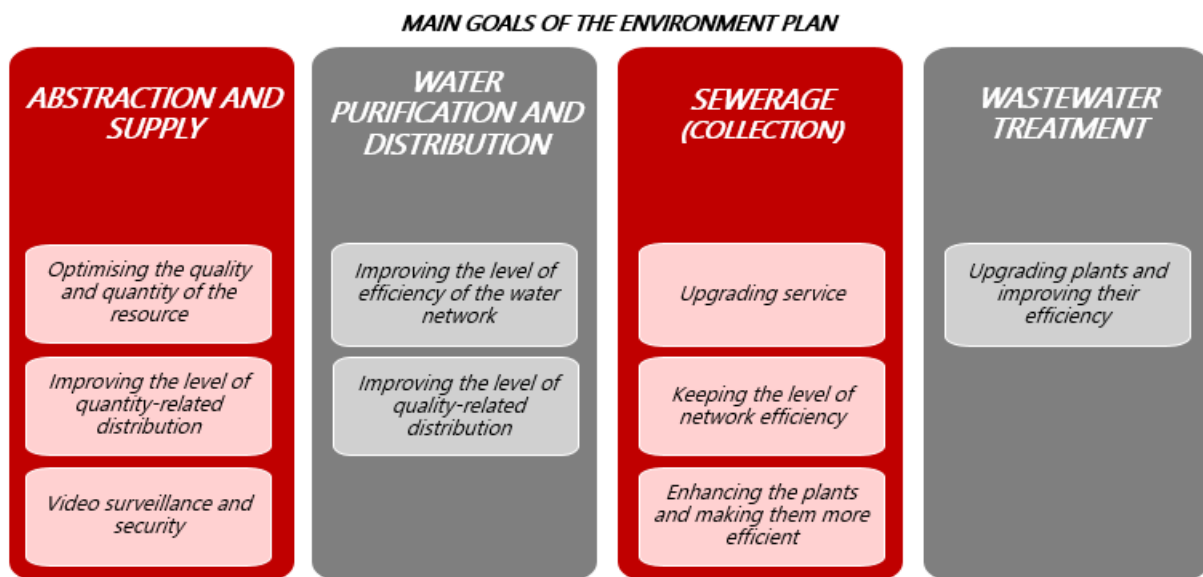 MAIN GOALS OF THE ENVIRONMENT PLAN
ABSTRACTION AND
SUPPLY
Optimising the quality
and quantity of the
resource
Improving the level of
quantity-related
distribution
Video surveillance and
security
WATER
PURIFICATION AND
DISTRIBUTION
Improving the level of
efficiency of the water
network
Improving the level of
quality-related
distribution
SEWERAGE
(COLLECTION)
Upgrading service
Keeping the level of
network efficiency
Enhancing the plants
and making them more
efficient
WASTEWATER
TREATMENT
Upgrading plants and
improving their
efficiency